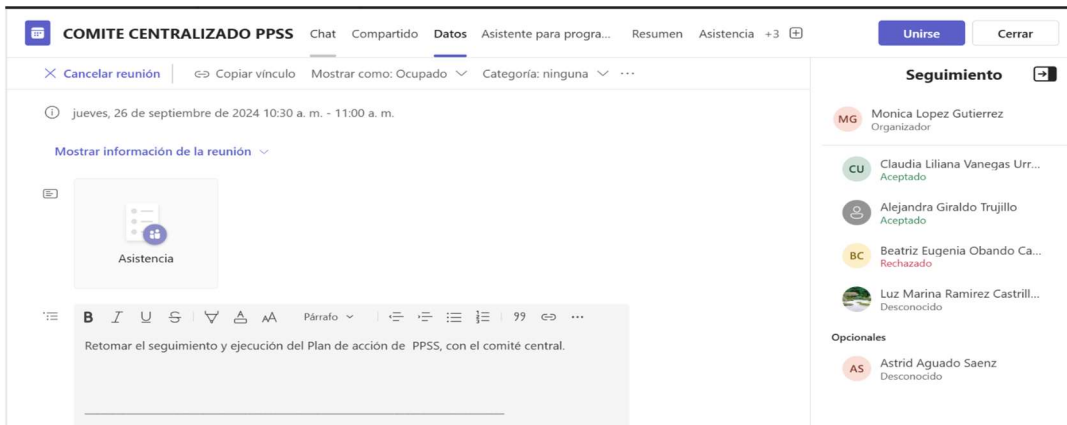 COMITE CENTRALIZADO PPSS Chat Compartido Datos Asistente para progra... Resumen Asistencia +3 Unirse Cerrar
Cancelar reunión Copiar vínculo Mostrar como: Ocupado Categoría: ninguna ...
jueves, 26 de septiembre de 2024 10:30 a. m. - 11:00 a. m.
Mostrar información de la reunión
Asistencia
B I U S AA Párrafo 99 ...
Retomar el seguimiento y ejecución del Plan de acción de PPSS, con el comité central.
Seguimiento
MG Monica Lopez Gutierrez
Organizador
CU Claudia Liliana Vanegas Urr...
Aceptado
Alejandra Giraldo Trujillo
Aceptado
BC Beatriz Eugenia Obando Ca...
Rechazado
Luz Marina Ramirez Castrill...
Desconocido
Opcionales
AS Astrid Aguado Saenz
Desconocido